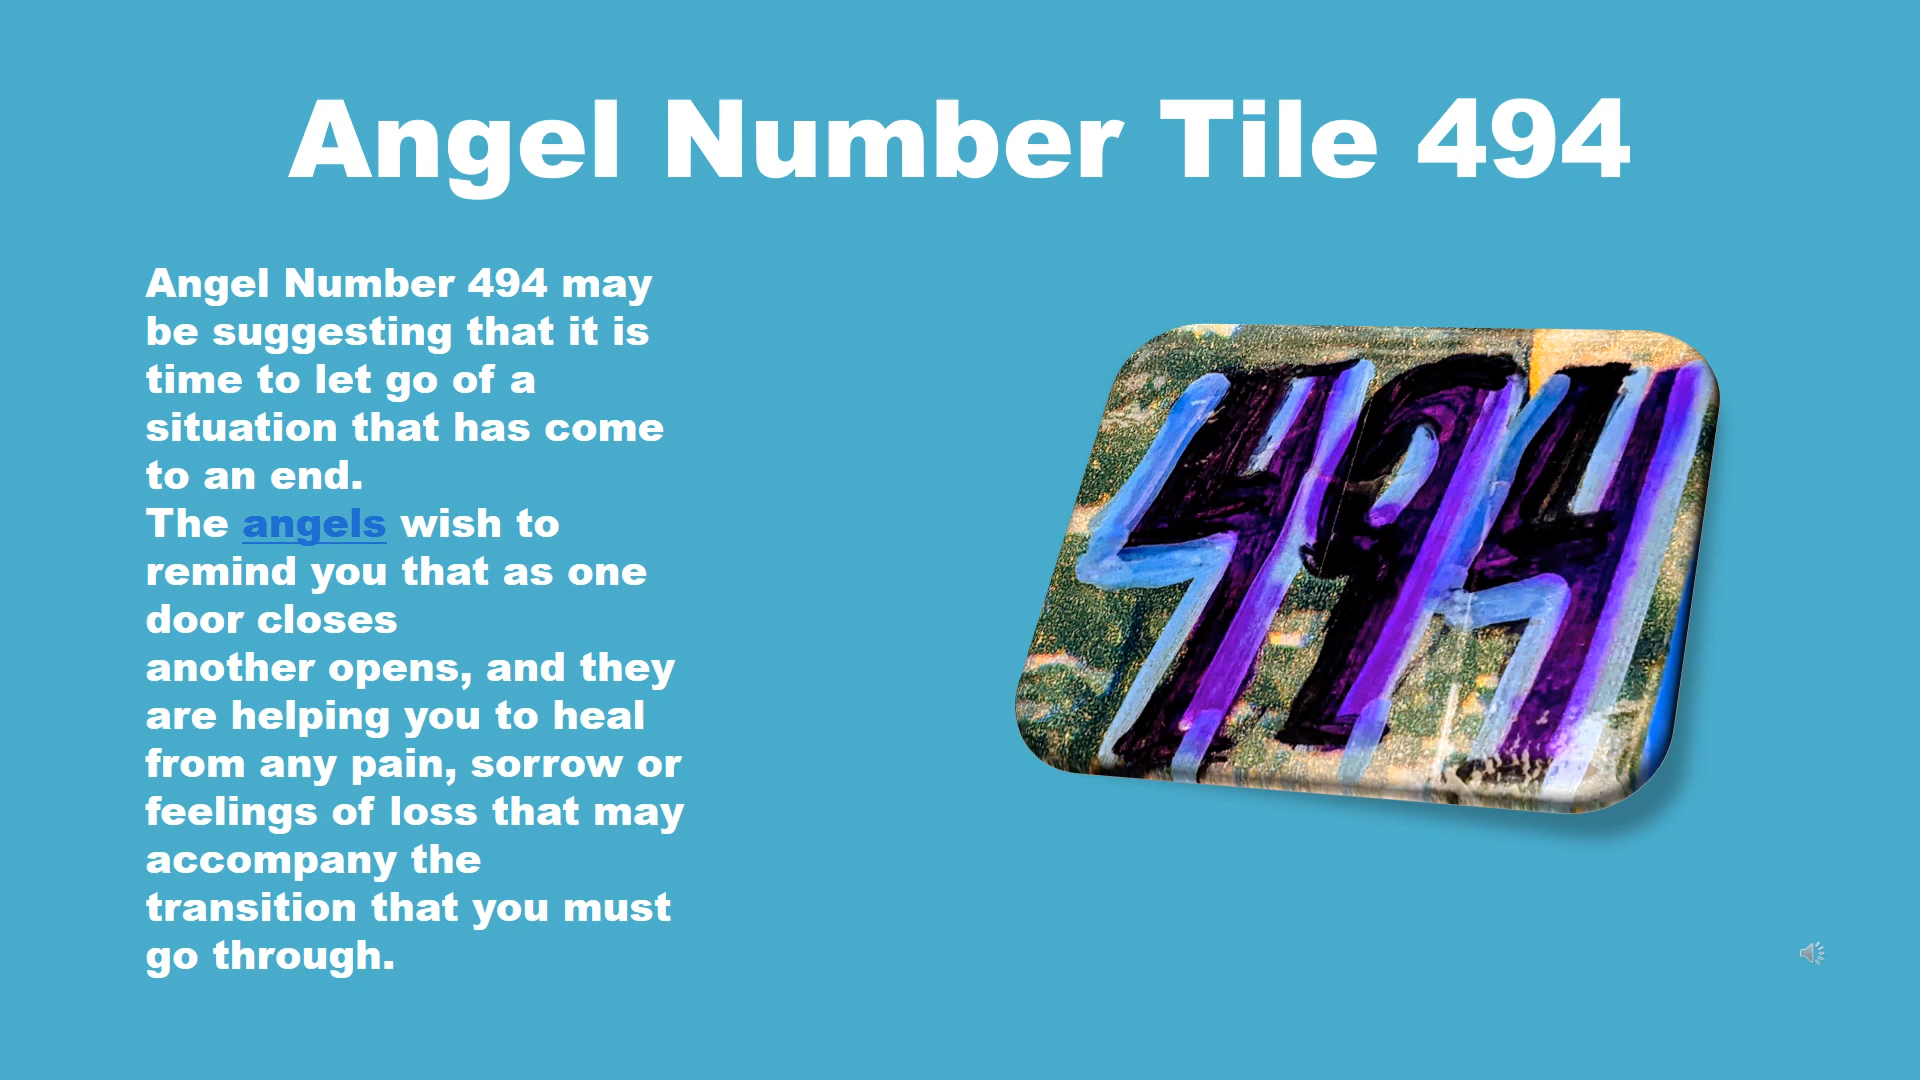 Angel Number Tile 494
Angel Number 494 may
be suggesting that it is
time to let go of a
situation that has come
to an end.
The angels wish to
remind you that as one
door closes
another opens, and they
are helping you to heal
from any pain, sorrow or
feelings of loss that may
accompany the
transition that you must
go through.
494